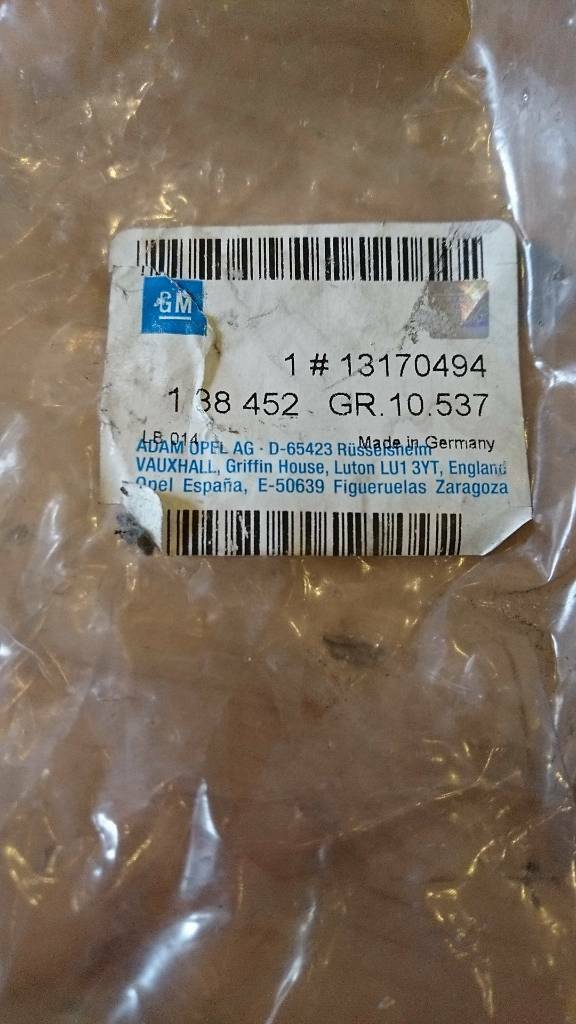 GM
1 # 13170494
1 38 452 GR.10.537
LB 014 Made in Germany
ADAM OPEL AG · D-65423 Rüsselsheim
VAUXHALL, Griffin House, Luton LU1 3YT, England
Opel España, E-50639 Figueruelas Zaragoza